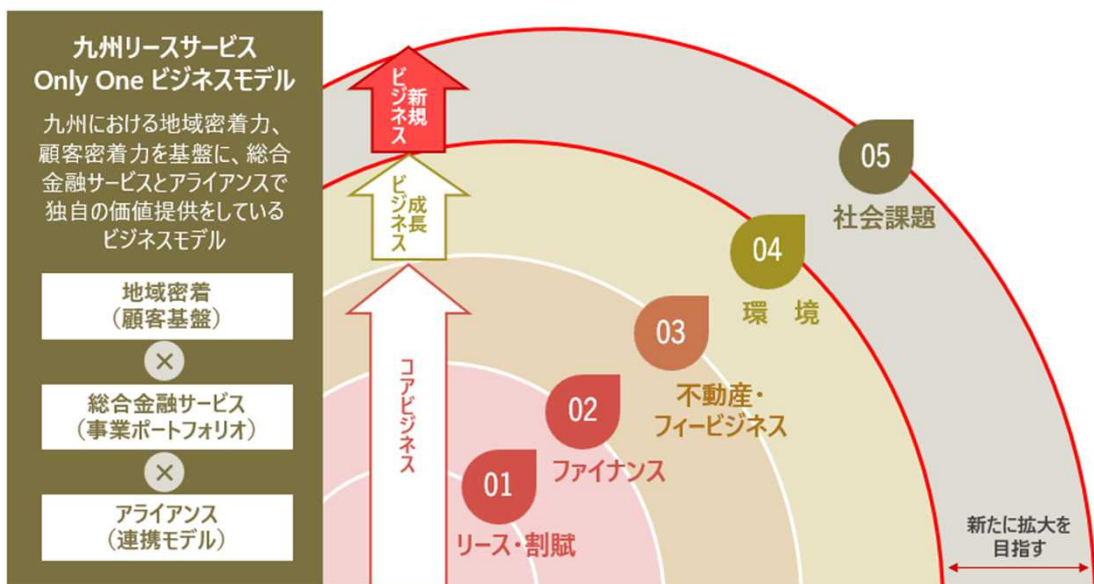 九州リースサービス
Only One ビジネスモデル
九州における地域密着力、
顧客密着力を基盤に、総合
金融サービスとアライアンスで
独自の価値提供をしている
ビジネスモデル
地域密着
（顧客基盤）
×
総合金融サービス
（事業ポートフォリオ）
×
アライアンス
（連携モデル）
新規
ビジネス
成長
ビジネス
コアビジネス
05
社会課題
04
環　境
03
不動産・
フィービジネス
02
ファイナンス
01
リース・割賦
新たに拡大を
目指す